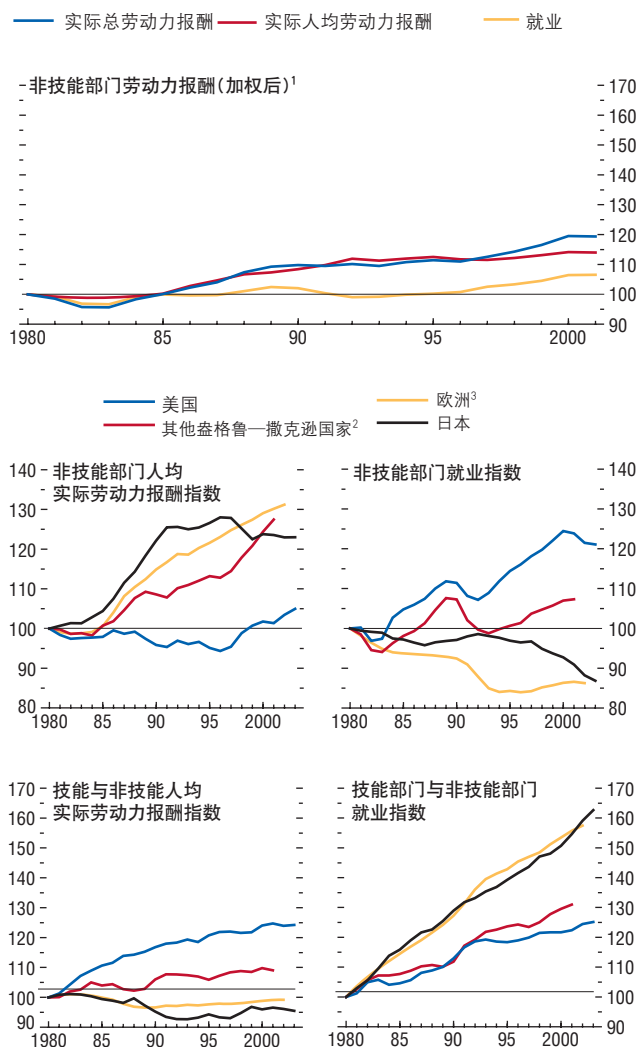 实际总劳动力报酬 实际人均劳动力报酬 就业
非技能部门劳动力报酬(加权后)1
170
160
150
140
130
120
110
100
90
1980 85 90 95 2000
美国 欧洲3
其他盎格鲁—撒克逊国家2 日本
非技能部门人均
实际劳动力报酬指数
140
130
120
110
100
90
80
1980 85 90 95 2000
非技能部门就业指数
140
130
120
110
100
90
80
1980 85 90 95 2000
技能与非技能人均
实际劳动力报酬指数
170
160
150
140
130
120
110
100
90
1980 85 90 95 2000
技能部门与非技能部门
就业指数
170
160
150
140
130
120
110
100
90
1980 85 90 95 2000